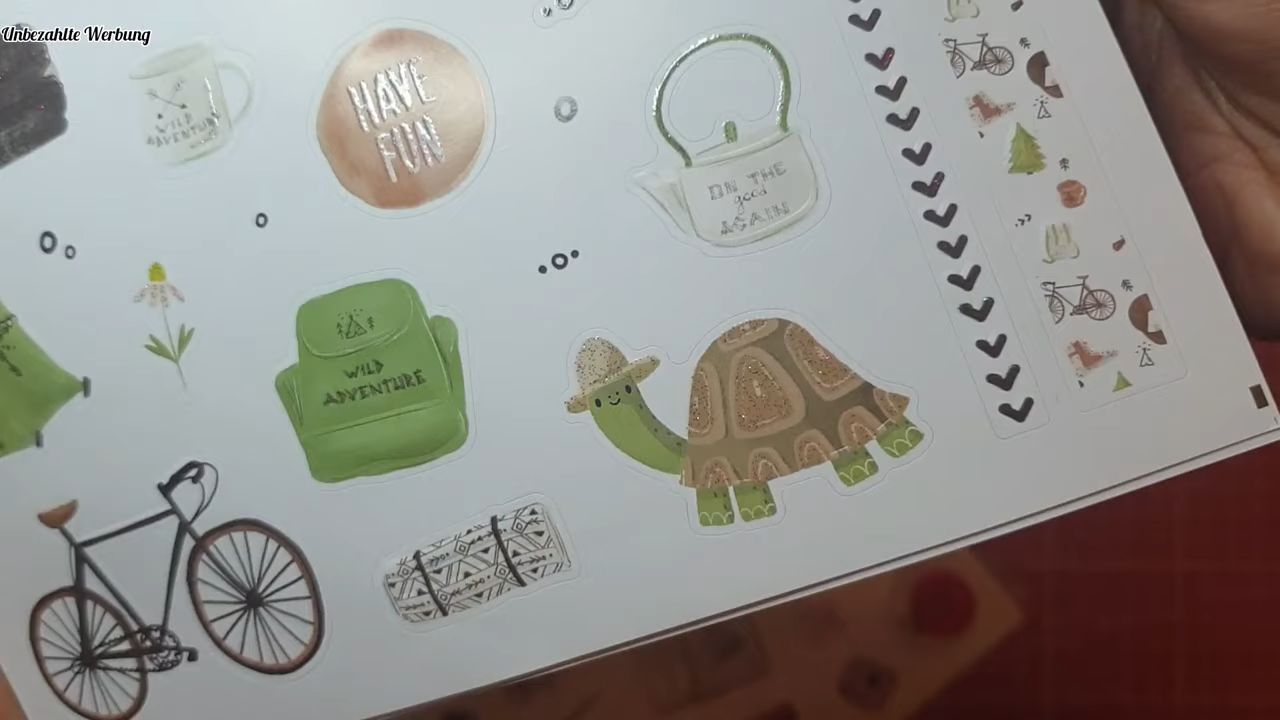 Unbezahlte Werbung
WILD
ADVENTURE
HAVE
FUN
ON THE
good
AGAIN
WILD
ADVENTURE